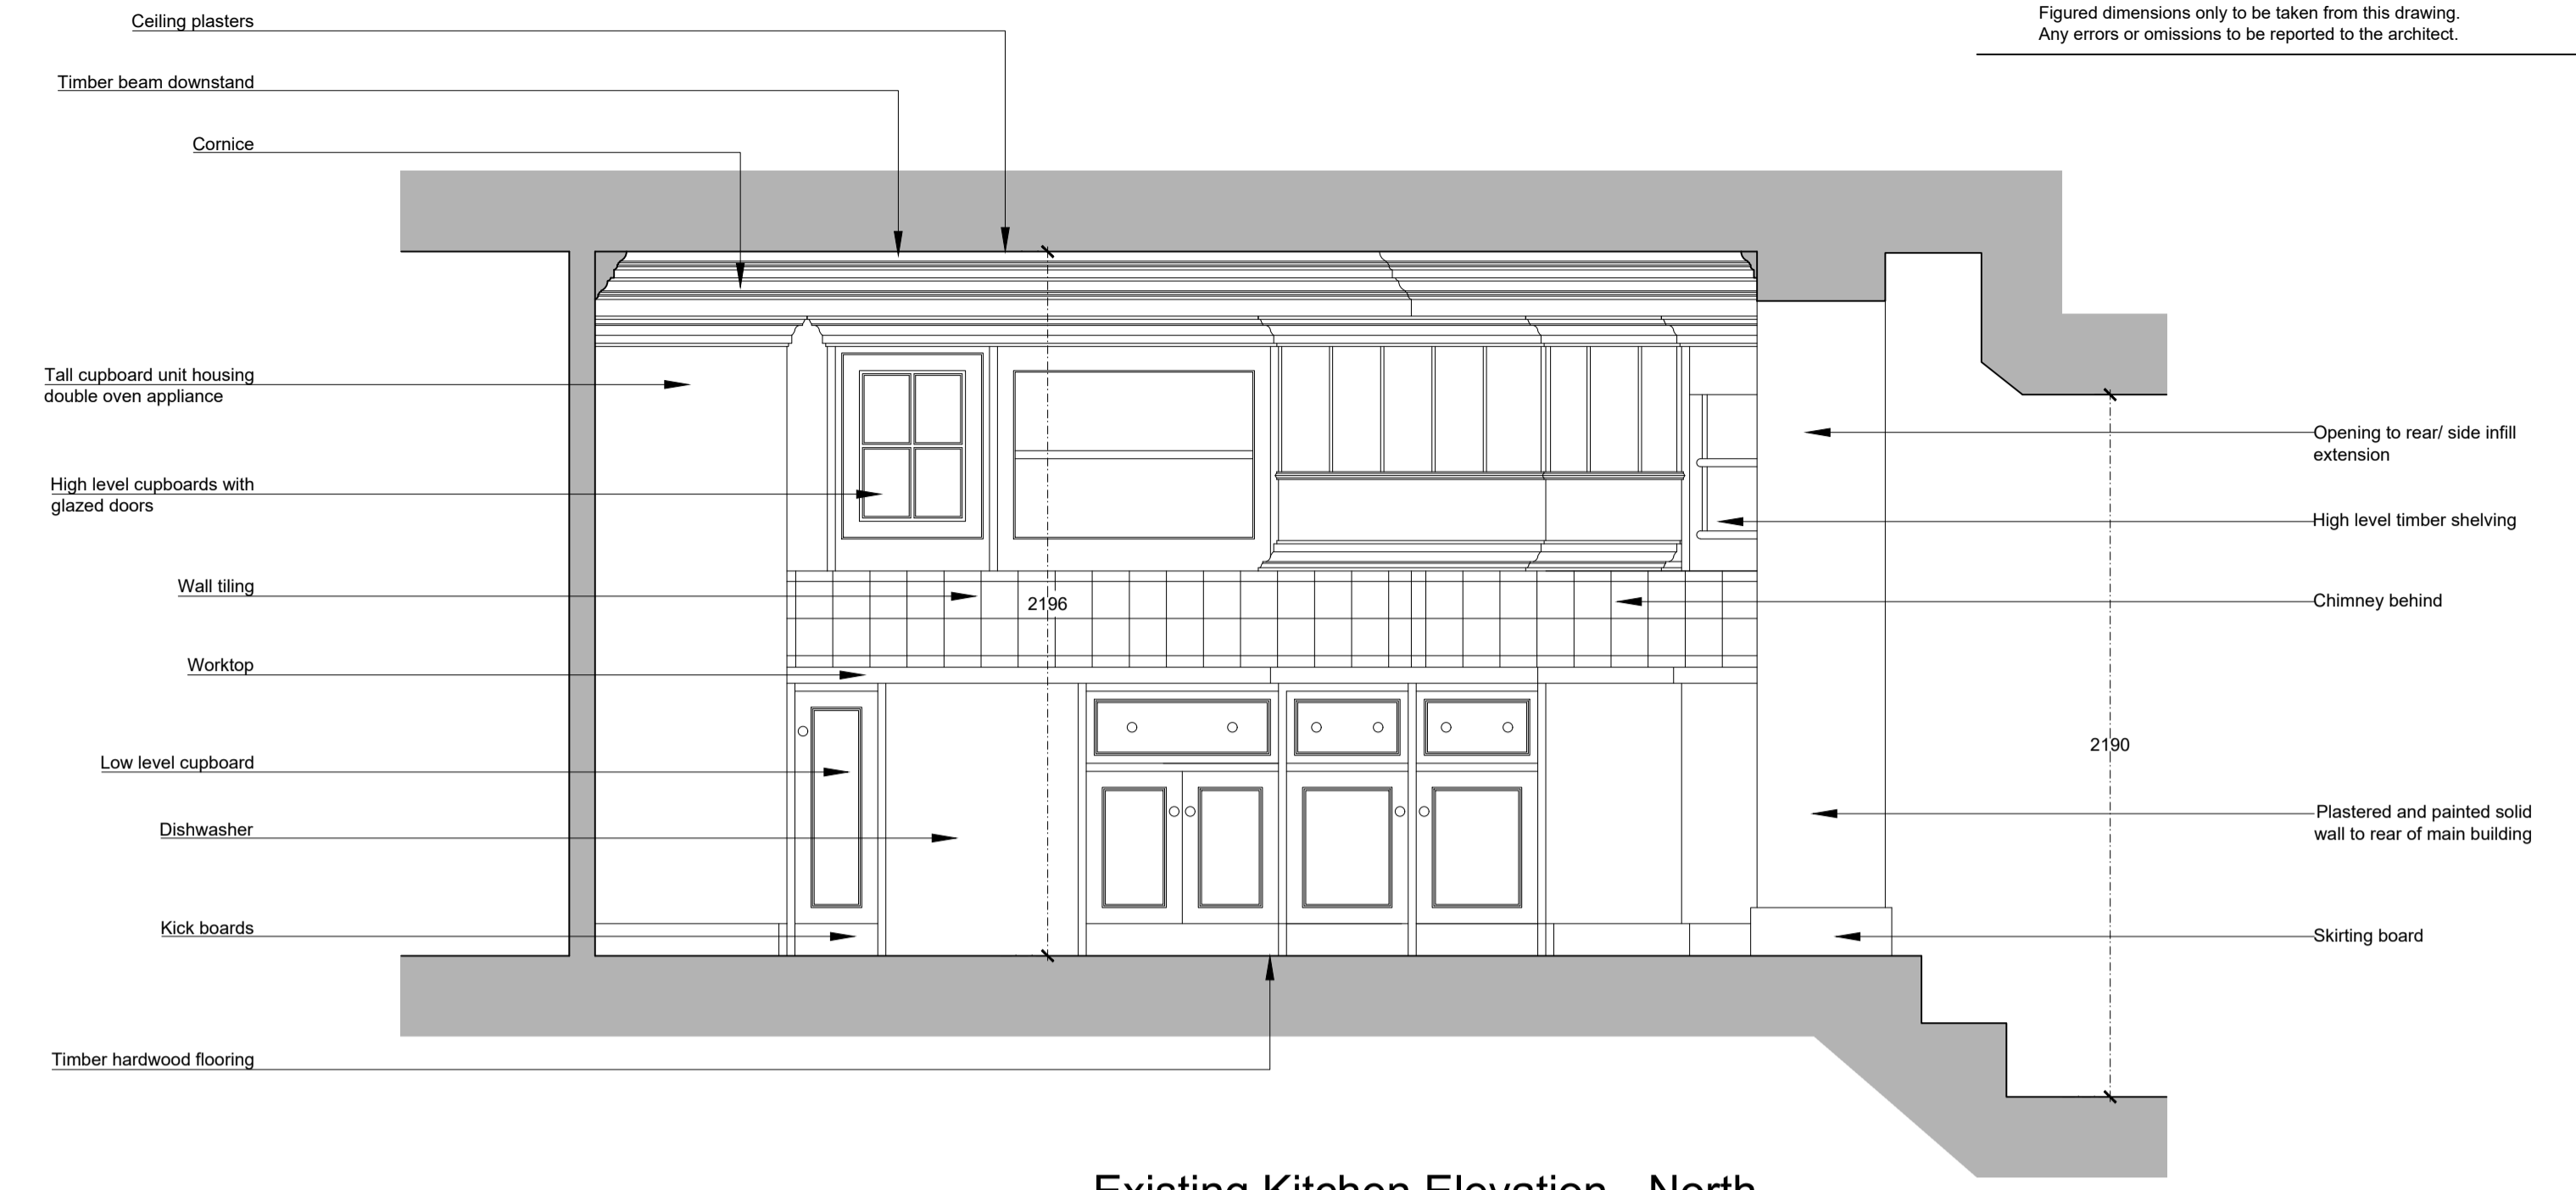 Figured dimensions only to be taken from this drawing.
Any errors or omissions to be reported to the architect.
Ceiling plasters
Timber beam downstand
Cornice
Tall cupboard unit housing
double oven appliance
High level cupboards with
glazed doors
Wall tiling
Worktop
Low level cupboard
Dishwasher
Kick boards
Timber hardwood flooring
2196
2190
Opening to rear/ side infill
extension
High level timber shelving
Chimney behind
Plastered and painted solid
wall to rear of main building
Skirting board
Existing Kitchen Elevation - North